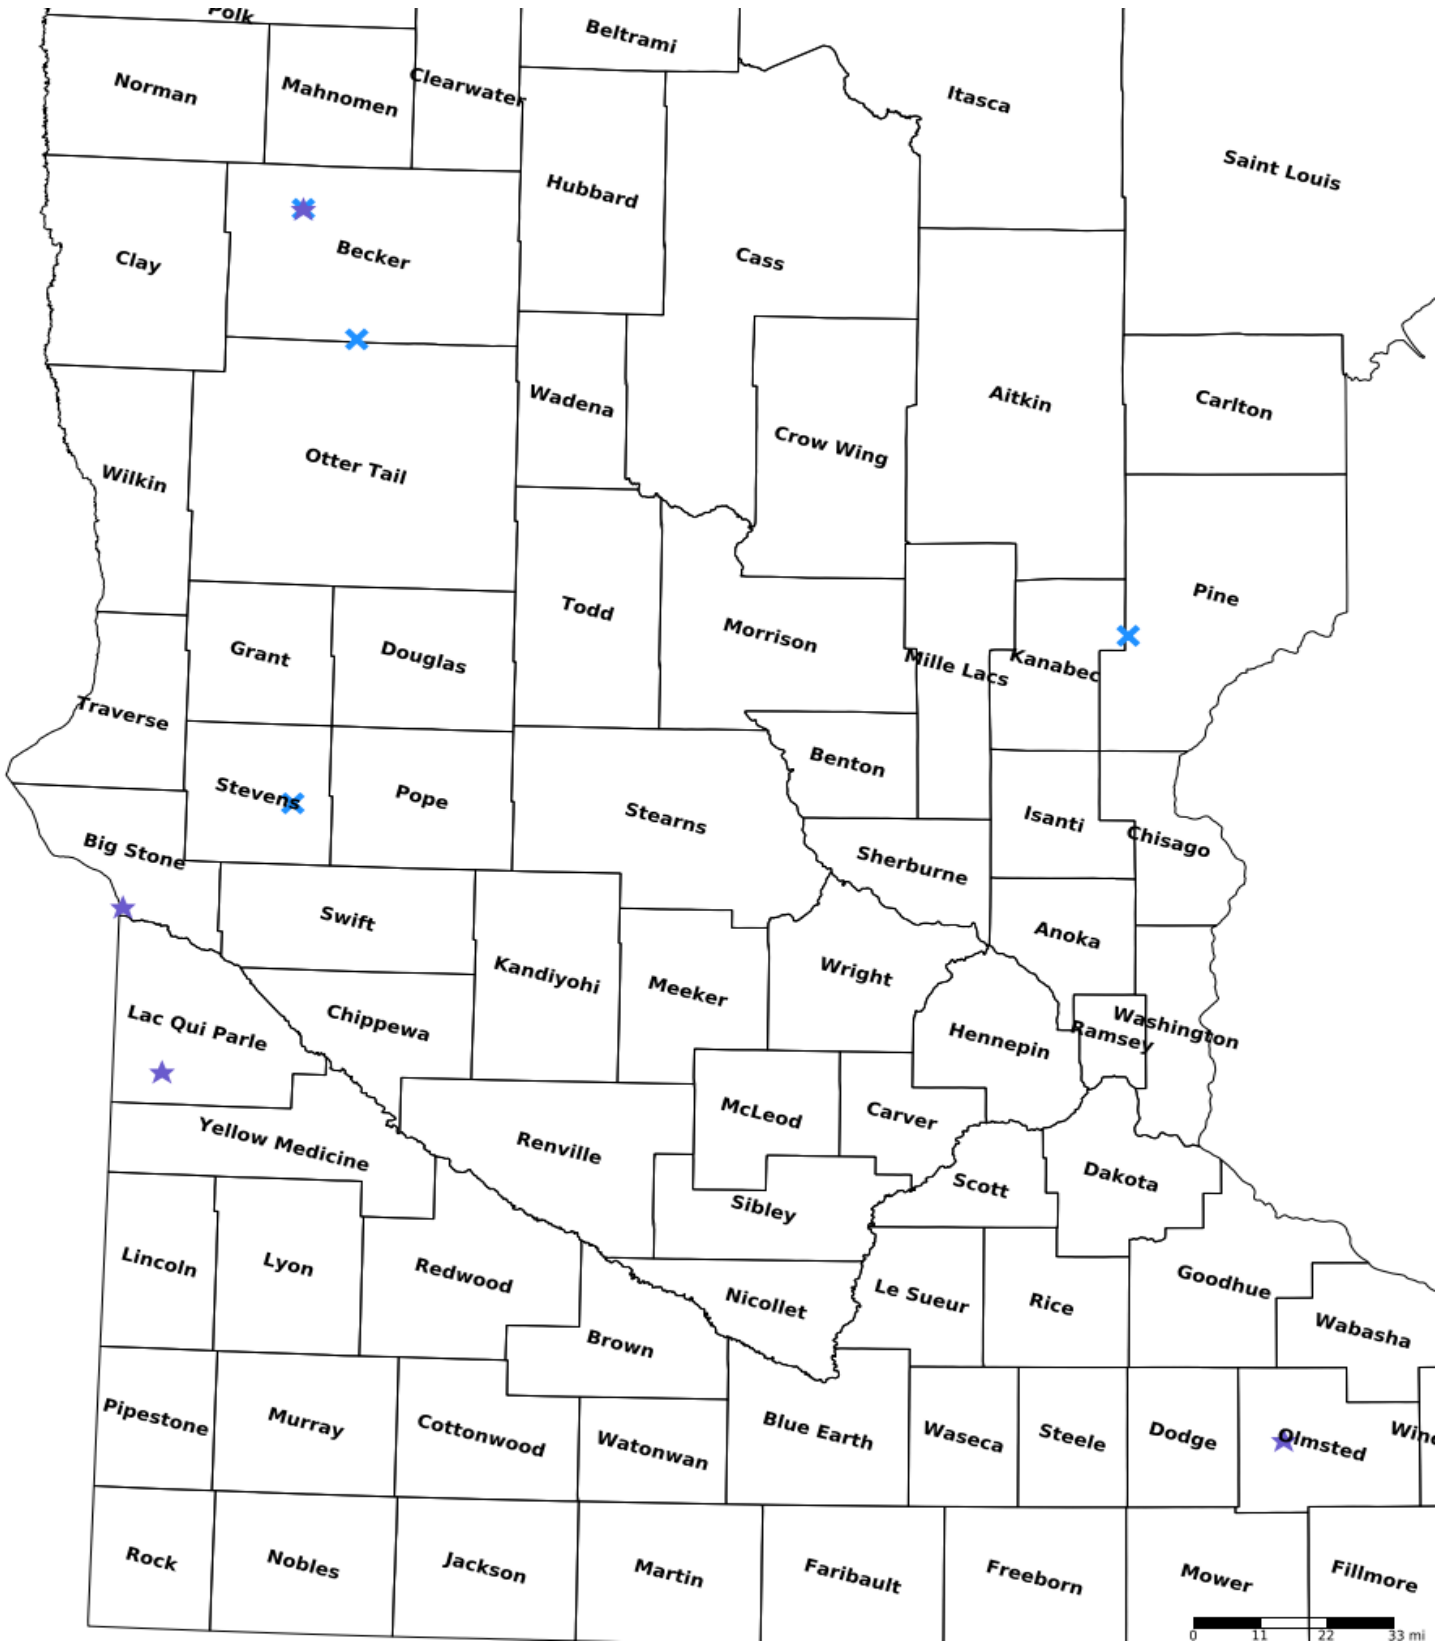 Polk
Beltrami
Norman
Mahnomen
Clearwater
Itasca
Saint Louis
Hubbard
Clay
Becker
Cass
Wadena
Aitkin
Carlton
Crow Wing
Otter Tail
Wilkin
Pine
Todd
Morrison
Grant
Douglas
Mille Lacs
Kanabec
Traverse
Benton
Stevens
Pope
Stearns
Isanti
Chisago
Big Stone
Sherburne
Swift
Anoka
Kandiyohi
Meeker
Wright
Lac Qui Parle
Chippewa
Hennepin
Ramsey
Washington
McLeod
Carver
Yellow Medicine
Renville
Sibley
Scott
Dakota
Lincoln
Lyon
Redwood
Nicollet
Le Sueur
Rice
Goodhue
Wabasha
Brown
Pipestone
Murray
Cottonwood
Watonwan
Blue Earth
Waseca
Steele
Dodge
Olmsted
Wino
Rock
Nobles
Jackson
Martin
Faribault
Freeborn
Mower
Fillmore
0 11 22 33 mi